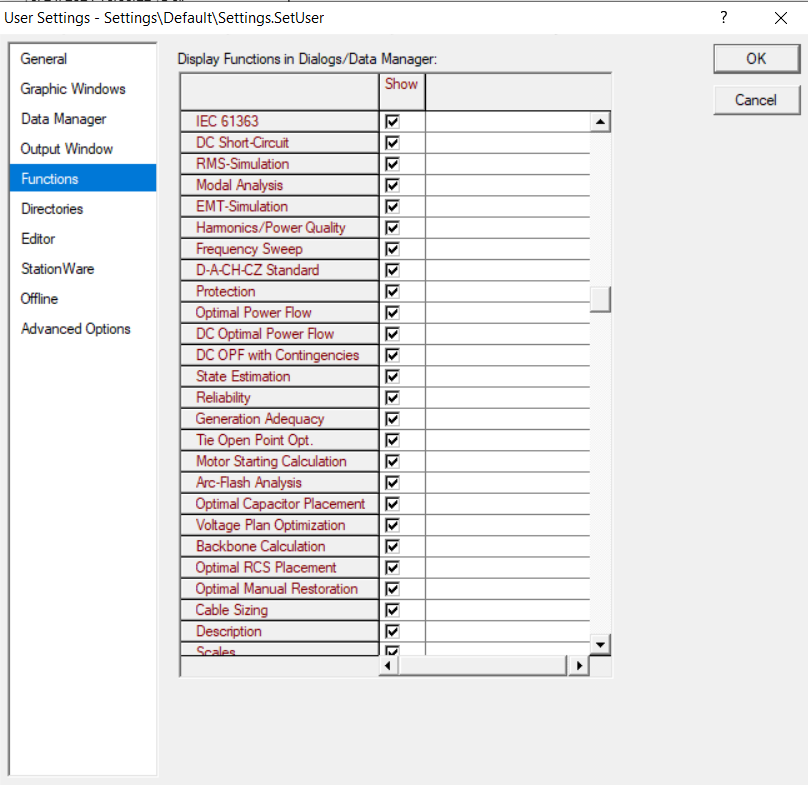 User Settings - Settings\Default\Settings.SetUser
?
OK
Cancel
General
Graphic Windows
Data Manager
Output Window
Functions
Directories
Editor
StationWare
Offline
Advanced Options
Display Functions in Dialogs/Data Manager:
Show
IEC 61363
DC Short-Circuit
RMS-Simulation
Modal Analysis
EMT-Simulation
Harmonics/Power Quality
Frequency Sweep
D-A-CH-CZ Standard
Protection
Optimal Power Flow
DC Optimal Power Flow
DC OPF with Contingencies
State Estimation
Reliability
Generation Adequacy
Tie Open Point Opt.
Motor Starting Calculation
Arc-Flash Analysis
Optimal Capacitor Placement
Voltage Plan Optimization
Backbone Calculation
Optimal RCS Placement
Optimal Manual Restoration
Cable Sizing
Description
Scales